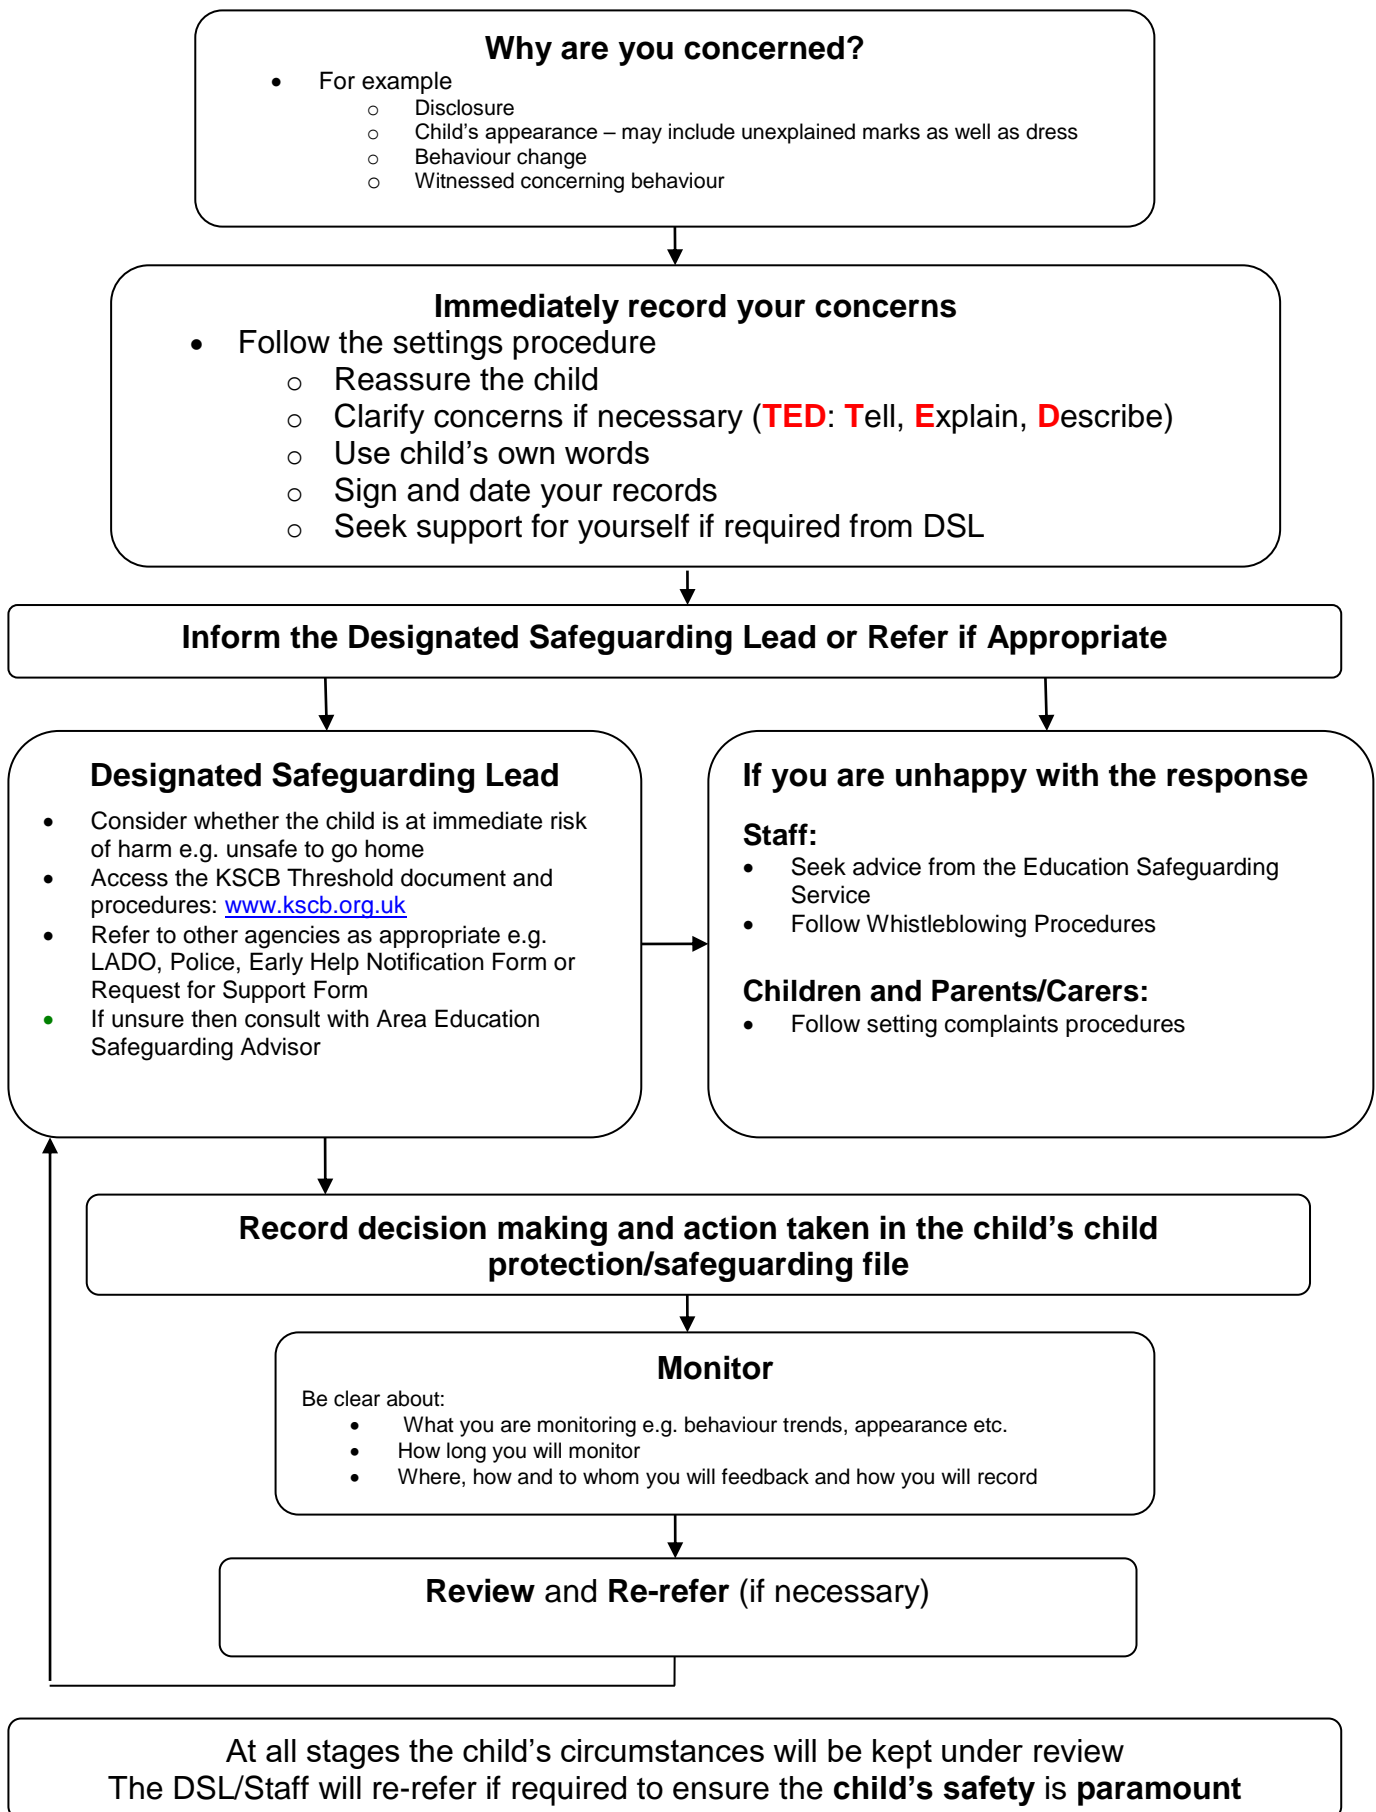 Why are you concerned?
• For example
o Disclosure
o Child’s appearance – may include unexplained marks as well as dress
o Behaviour change
o Witnessed concerning behaviour
Immediately record your concerns
• Follow the settings procedure
o Reassure the child
o Clarify concerns if necessary (TED: Tell, Explain, Describe)
o Use child’s own words
o Sign and date your records
o Seek support for yourself if required from DSL
Inform the Designated Safeguarding Lead or Refer if Appropriate
Designated Safeguarding Lead
• Consider whether the child is at immediate risk
of harm e.g. unsafe to go home
• Access the KSCB Threshold document and
procedures: www.kscb.org.uk
• Refer to other agencies as appropriate e.g.
LADO, Police, Early Help Notification Form or
Request for Support Form
• If unsure then consult with Area Education
Safeguarding Advisor
If you are unhappy with the response
Staff:
• Seek advice from the Education Safeguarding
Service
• Follow Whistleblowing Procedures
Children and Parents/Carers:
• Follow setting complaints procedures
Record decision making and action taken in the child’s child
protection/safeguarding file
Monitor
Be clear about:
• What you are monitoring e.g. behaviour trends, appearance etc.
• How long you will monitor
• Where, how and to whom you will feedback and how you will record
Review and Re-refer (if necessary)
At all stages the child’s circumstances will be kept under review
The DSL/Staff will re-refer if required to ensure the child’s safety is paramount